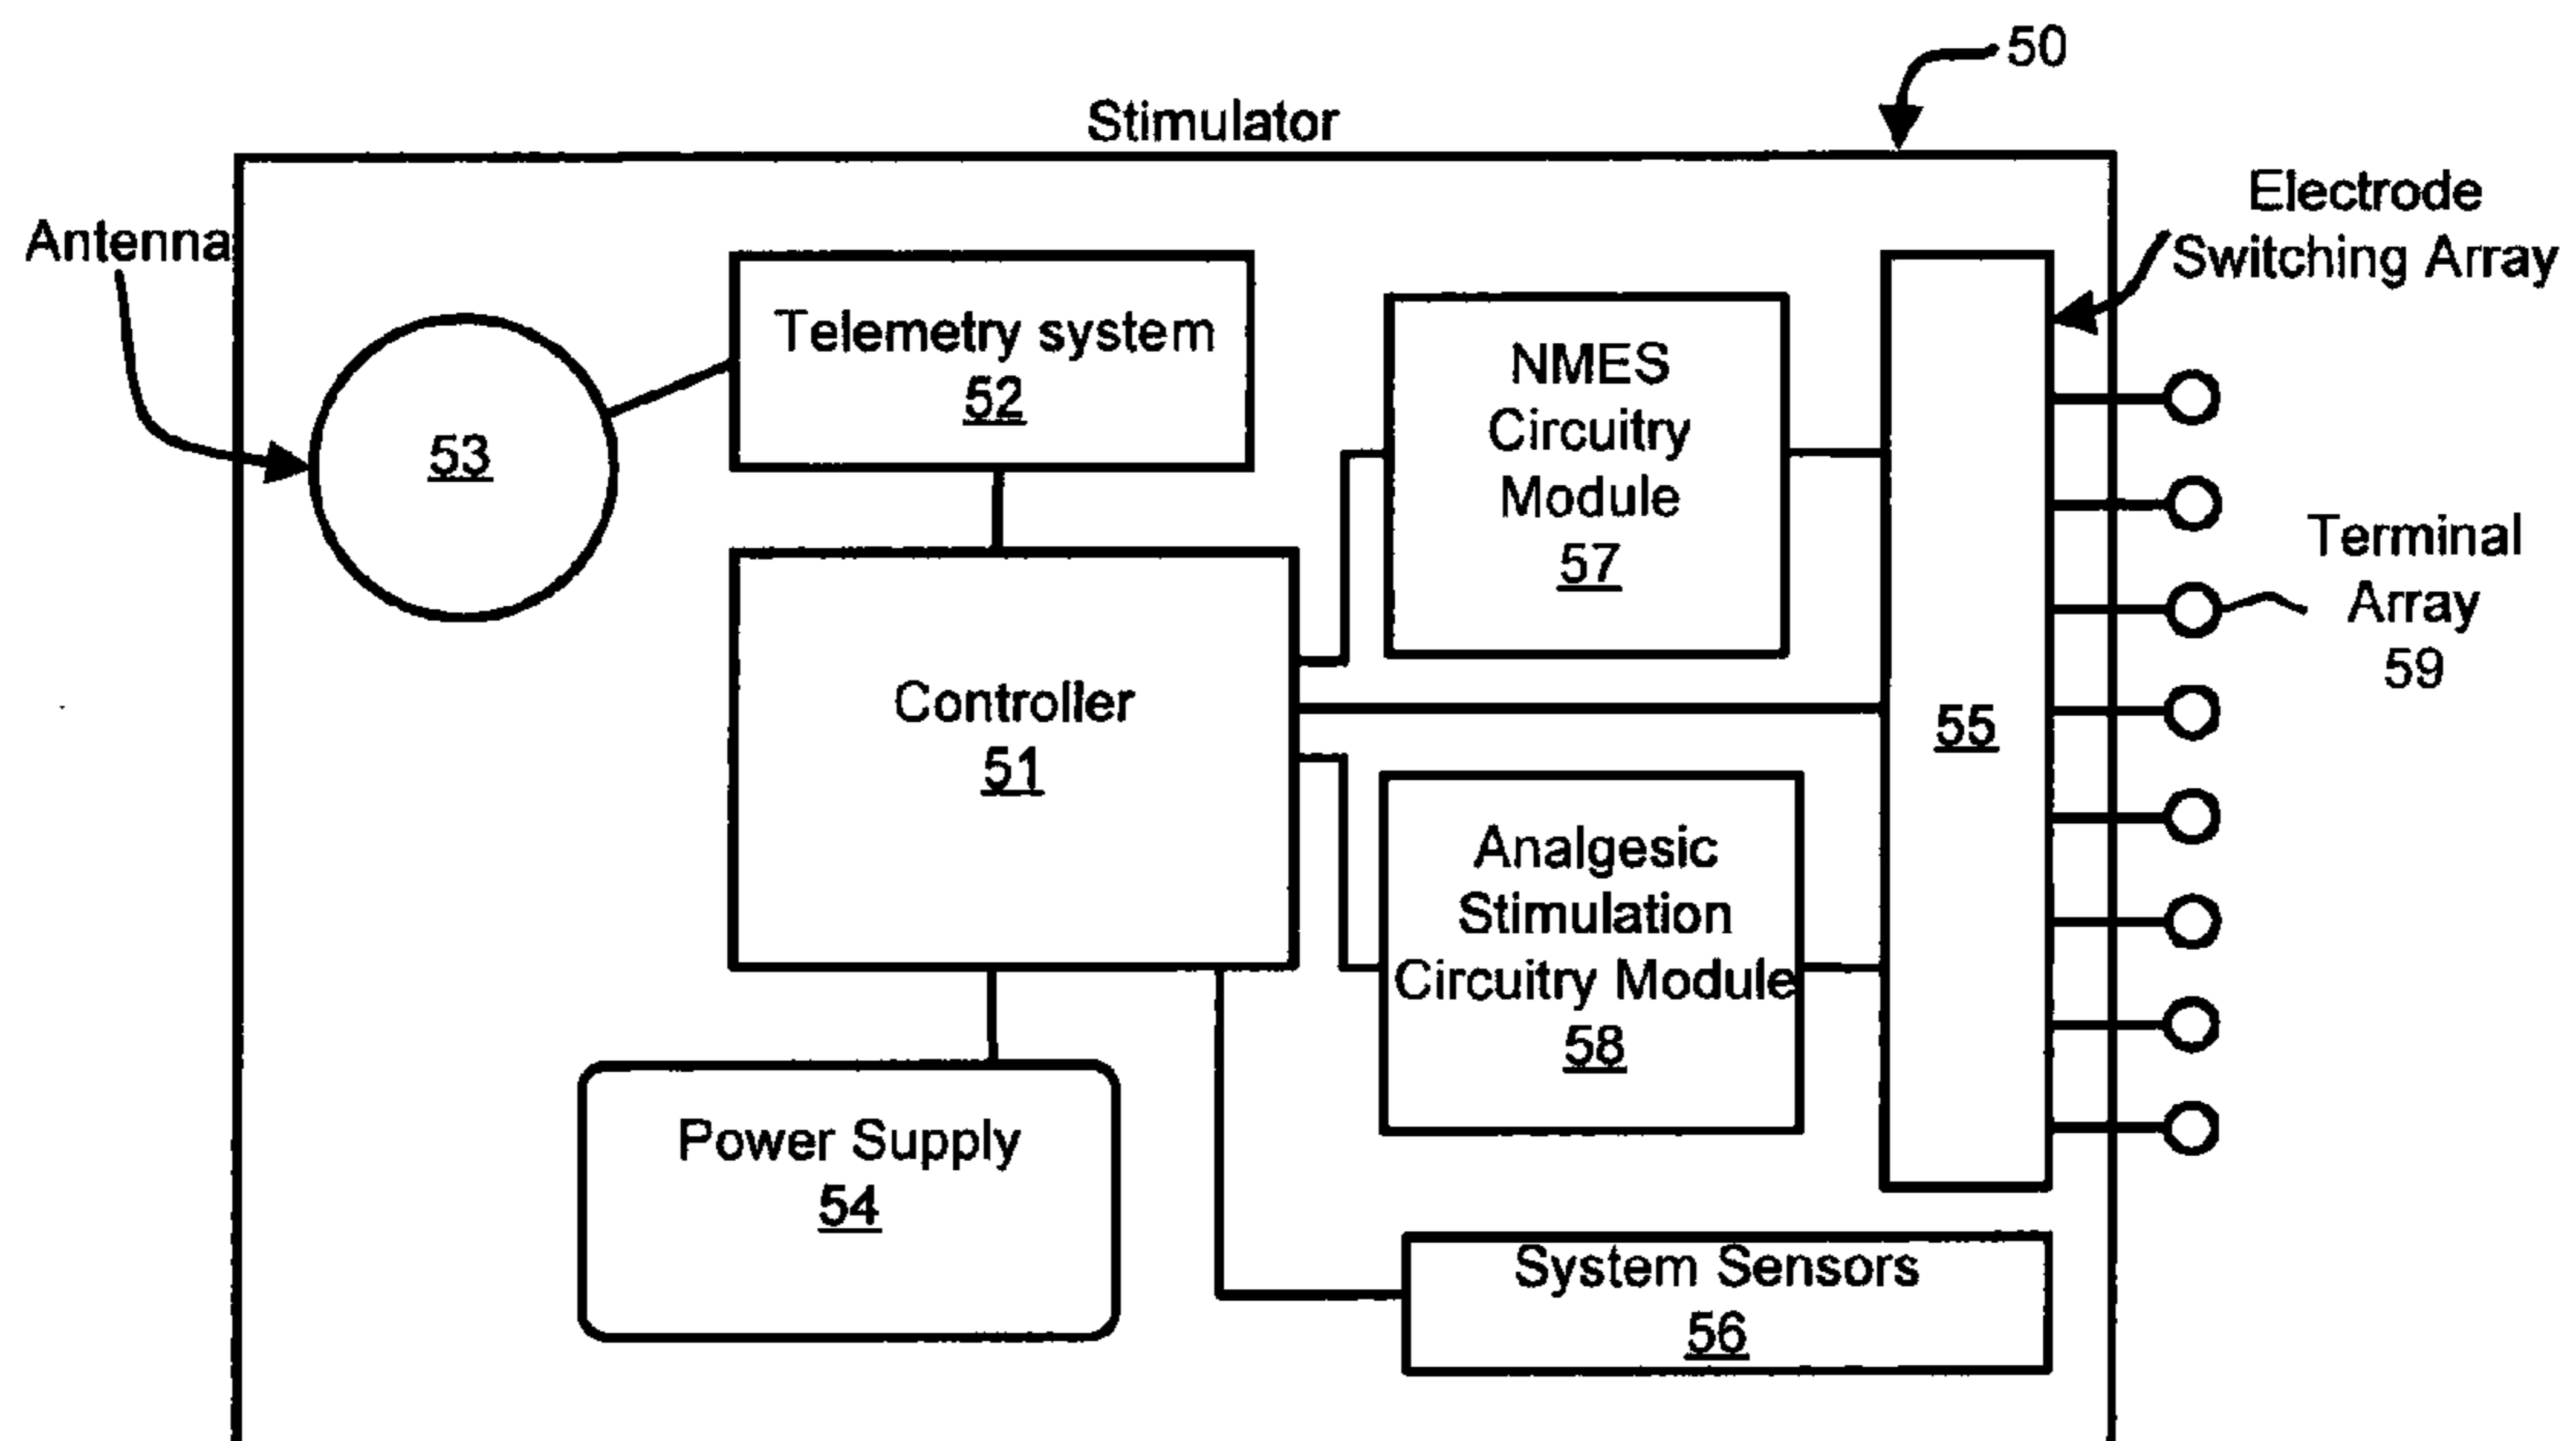 50
Stimulator
Electrode
Switching Array
Antenna
Telemetry system
52
53
NMES
Circuitry
Module
57
Terminal
Array
59
Controller
51
55
Analgesic
Stimulation
Circuitry Module
58
Power Supply
54
System Sensors
56